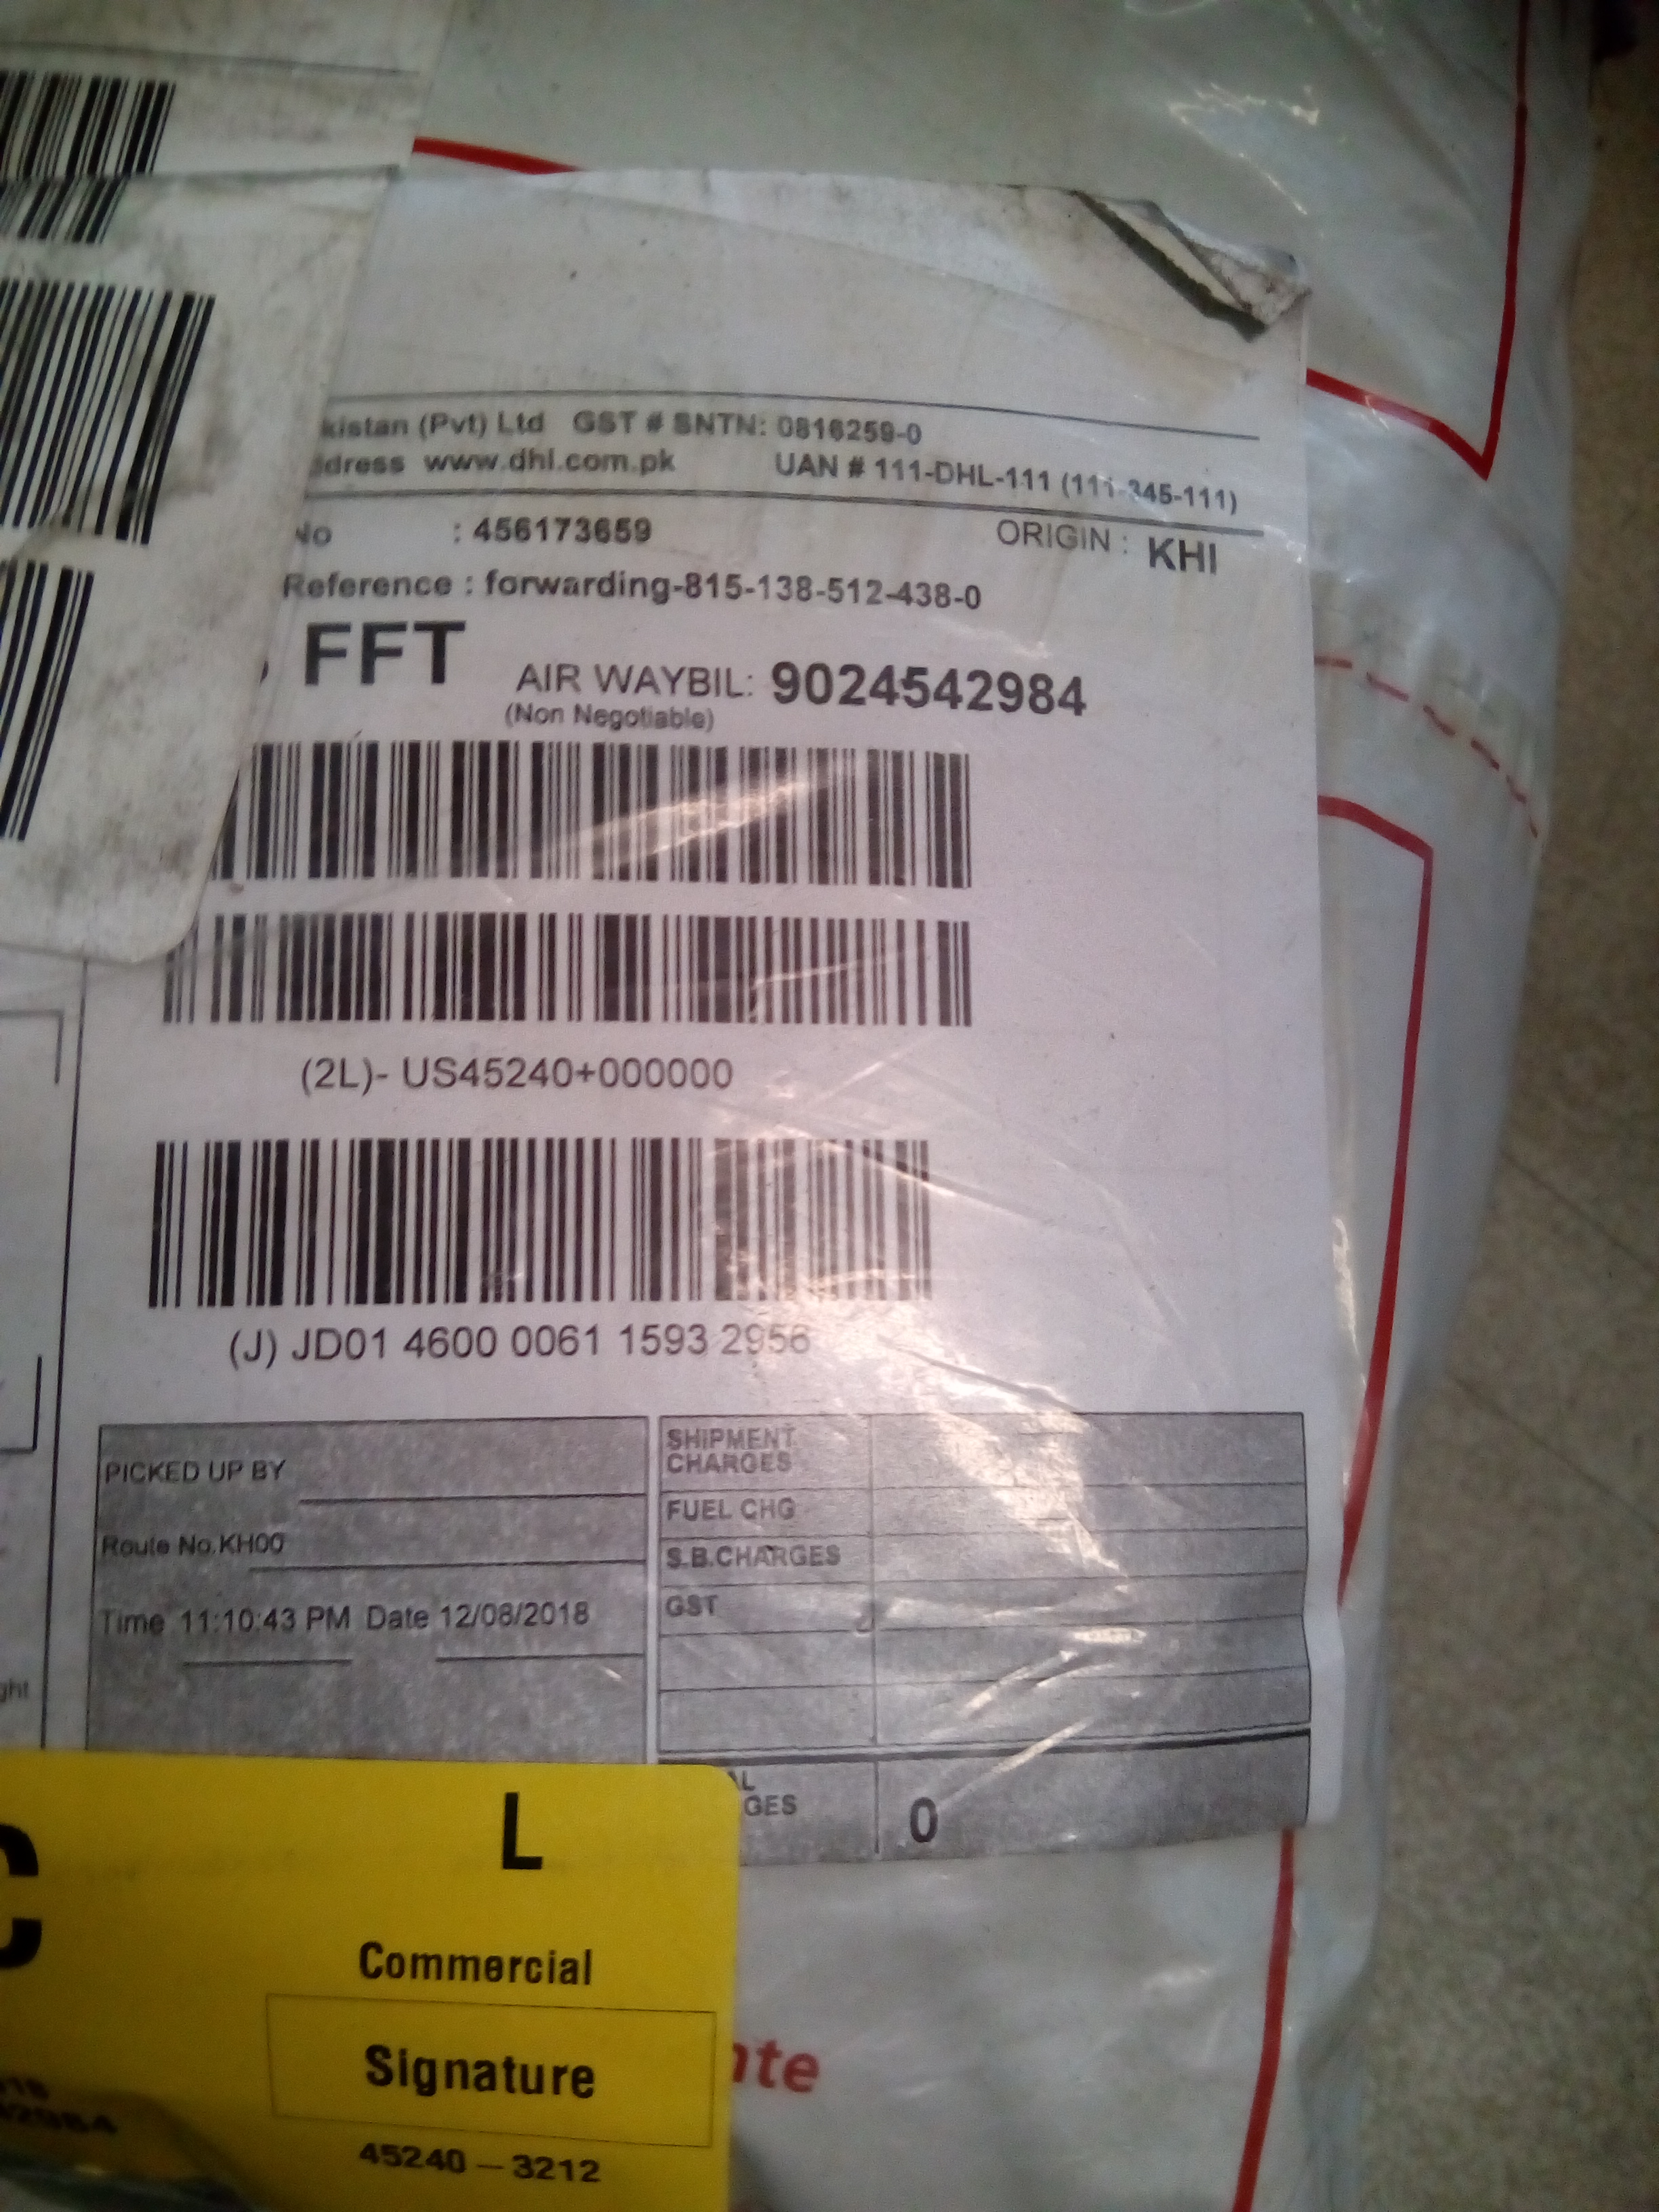 kistan (Pvt) Ltd GST # SNTN: 0816259-0
ddress www.dhl.com.pk UAN # 111-DHL-111 (111-345-111)
No : 456173659 ORIGIN : KHI
Reference : forwarding-815-138-512-438-0
FFT AIR WAYBIL: 9024542984
(Non Negotiable)
(2L)- US45240+000000
(J) JD01 4600 0061 1593 2956
PICKED UP BY
Route No.KH00
Time 11:10:43 PM Date 12/08/2018
SHIPMENT
CHARGES
FUEL CHG
S.B.CHARGES
GST
GES 0
ght
C L
Commercial
Signature
45240 – 3212
nte